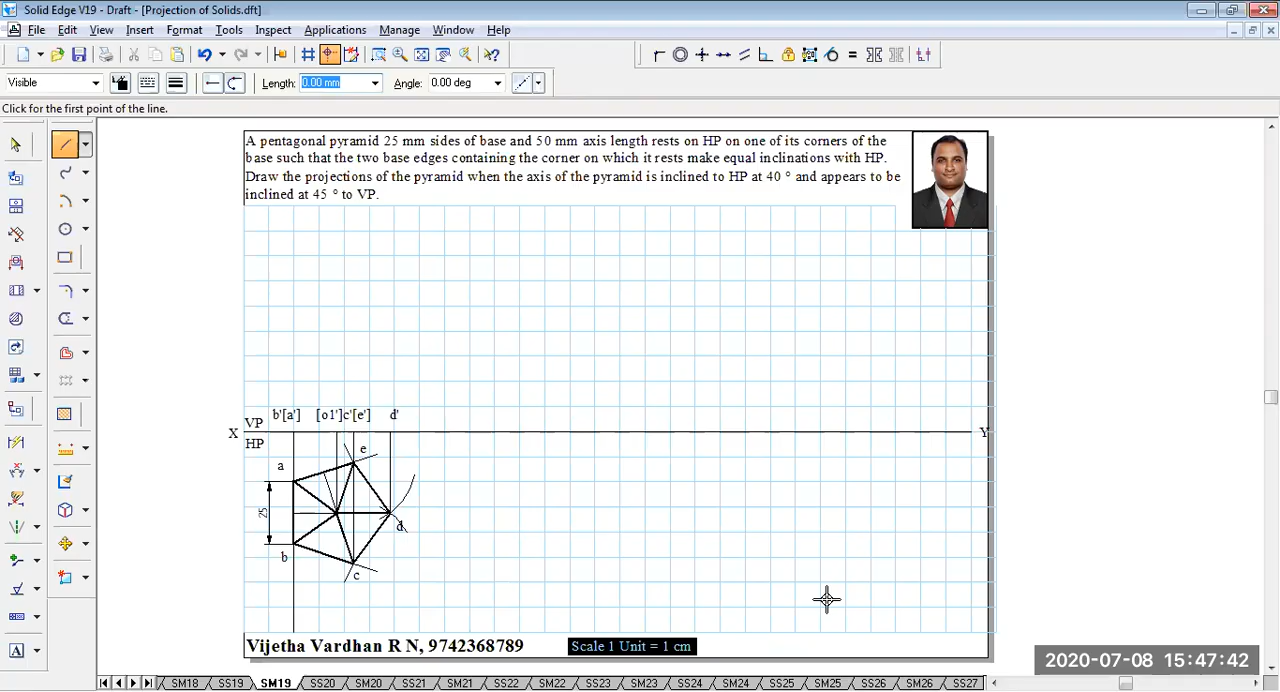 Solid Edge V19 - Draft - [Projection of Solids.dft]
File Edit View Insert Format Tools Inspect Applications Manage Window Help
Visible Length: 0.00 mm Angle: 0.00 deg
Click for the first point of the line.
A pentagonal pyramid 25 mm sides of base and 50 mm axis length rests on HP on one of its corners of the
base such that the two base edges containing the corner on which it rests make equal inclinations with HP.
Draw the projections of the pyramid when the axis of the pyramid is inclined to HP at 40 ° and appears to be
inclined at 45 ° to VP.
b'[a'] [o1']c'[e'] d'
VP
X Y
HP
e
a
25
d
b
c
Vijetha Vardhan R N, 9742368789 Scale 1 Unit = 1 cm
2020-07-08 15:47:42
SM18 SS19 SM19 SS20 SM20 SS21 SM21 SS22 SM22 SS23 SM23 SS24 SM24 SS25 SM25 SS26 SM26 SS27